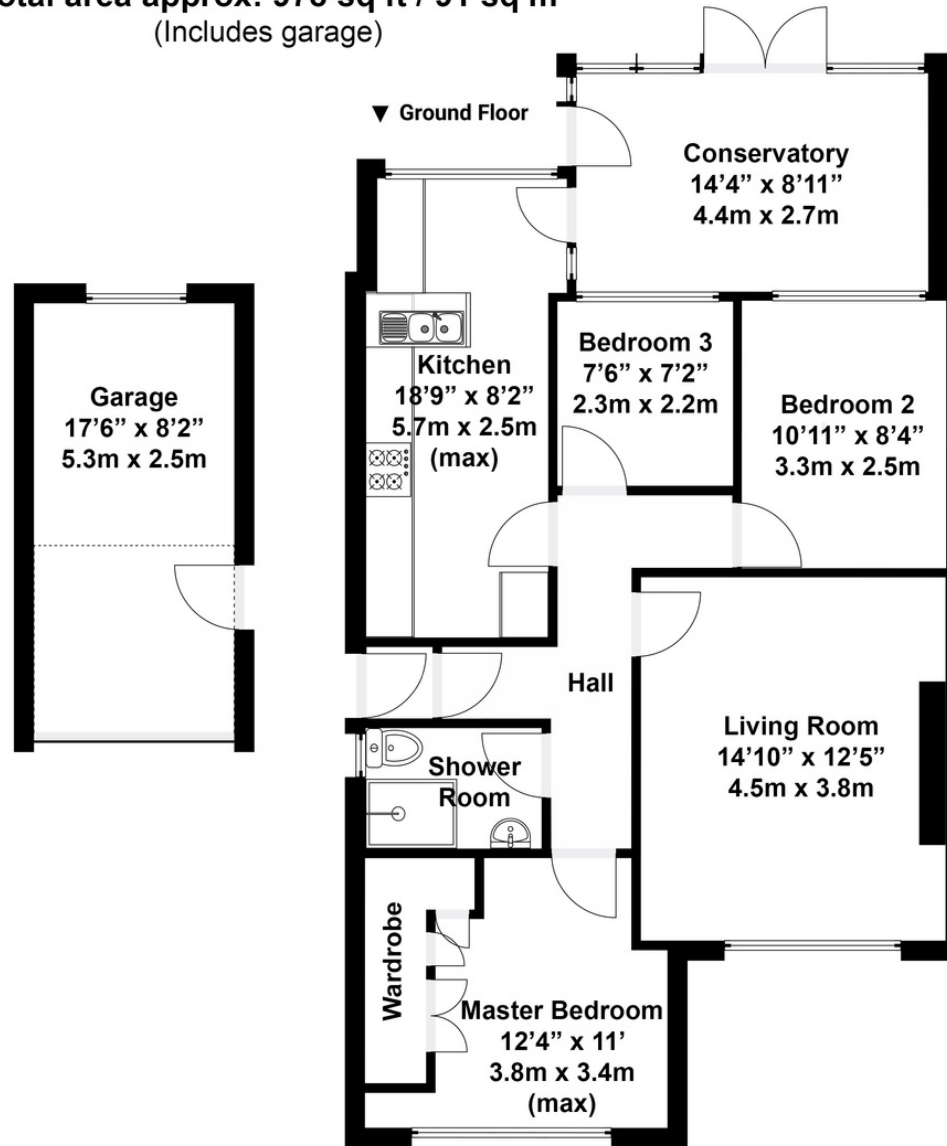 (Includes garage)
▼ Ground Floor
Conservatory
14’4” x 8’11”
4.4m x 2.7m
Garage
17’6” x 8’2”
5.3m x 2.5m
Kitchen
18’9” x 8’2”
5.7m x 2.5m
(max)
Bedroom 3
7’6” x 7’2”
2.3m x 2.2m
Bedroom 2
10’11” x 8’4”
3.3m x 2.5m
Hall
Living Room
14’10” x 12’5”
4.5m x 3.8m
Shower
Room
Wardrobe
Master Bedroom
12’4” x 11’
3.8m x 3.4m
(max)